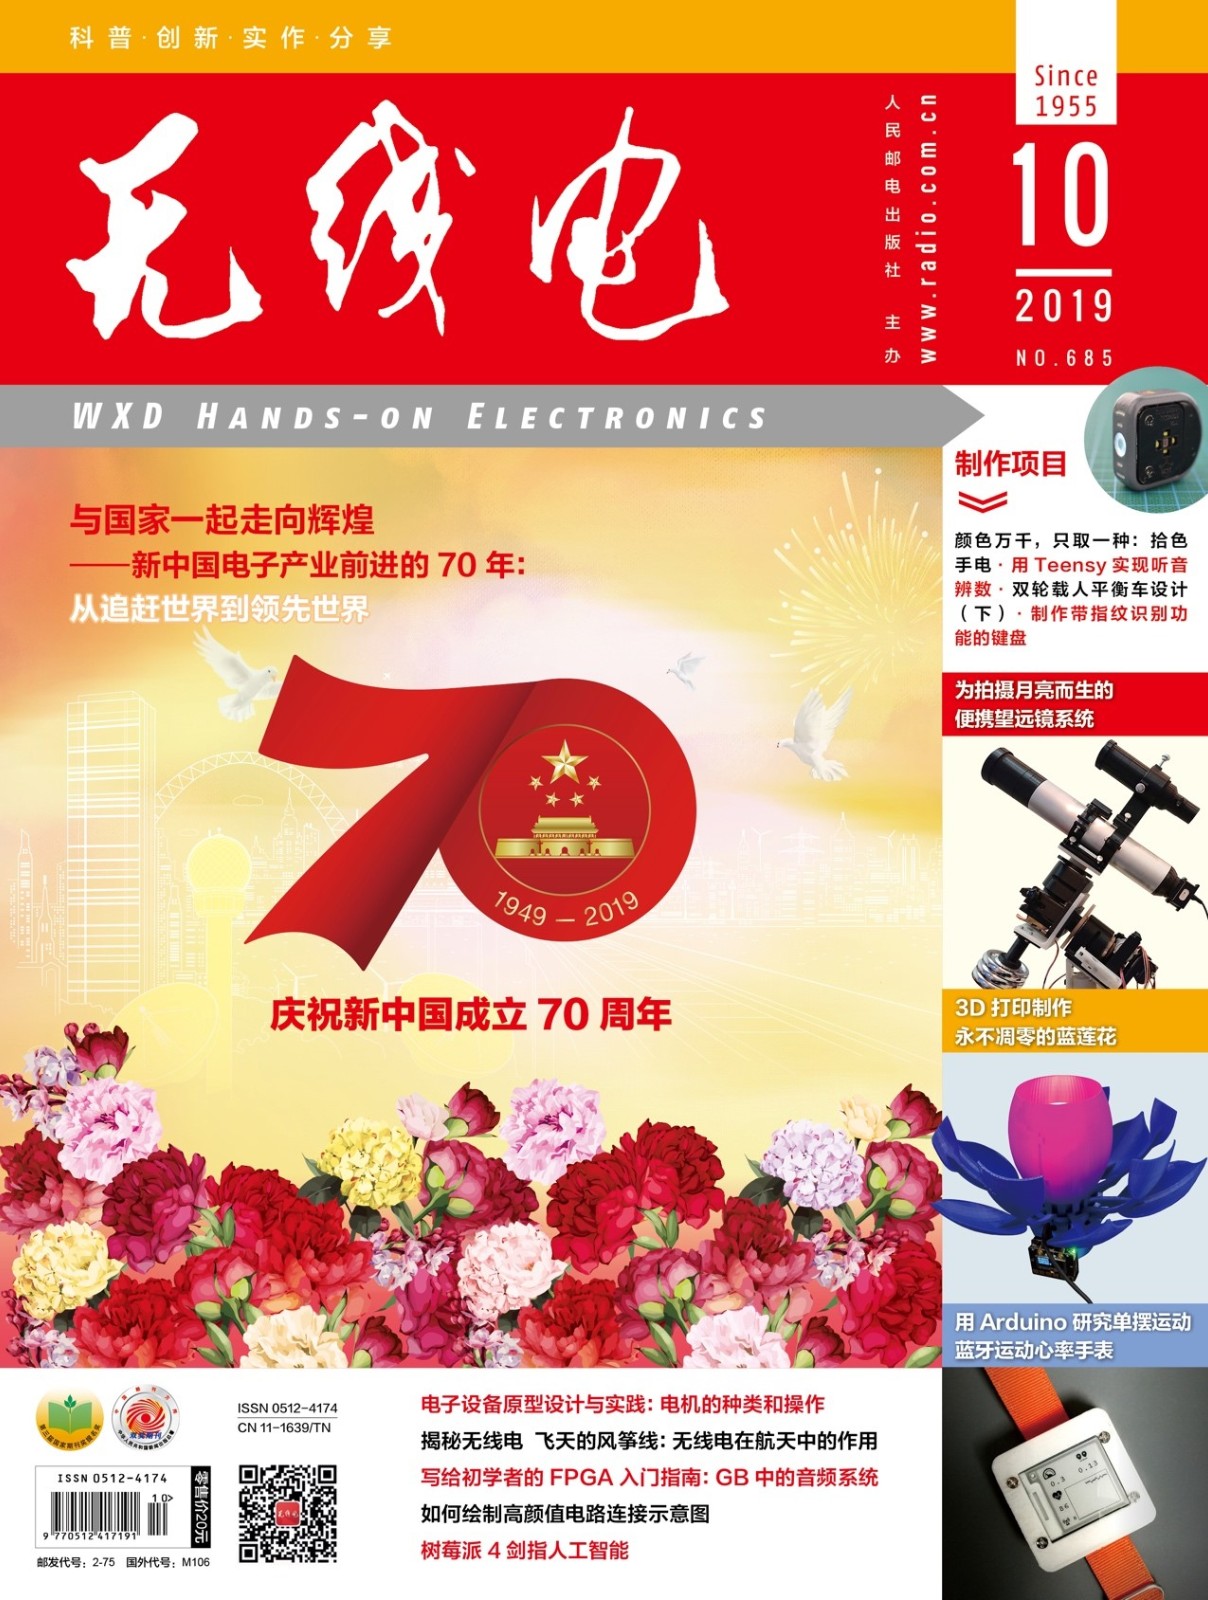 科普·创新·实作·分享
Since
1955
无线电
人民邮电出版社 主办
www.radio.com.cn
10
2019
NO.685
WXD HANDS-ON ELECTRONICS
制作项目
颜色万千，只取一种：拾色
手电·用 Teensy 实现听音
辨数·双轮载人平衡车设计
（下）·制作带指纹识别功
能的键盘
与国家一起走向辉煌
——新中国电子产业前进的 70 年：
从追赶世界到领先世界
70
1949 — 2019
庆祝新中国成立 70 周年
为拍摄月亮而生的
便携望远镜系统
3D 打印制作
永不凋零的蓝莲花
用 Arduino 研究单摆运动
蓝牙运动心率手表
0.3
0.13
ISSN 0512-4174
CN 11-1639/TN
ISSN 0512-4174
10>
9 770512 417191
零售价20元
邮发代号：2-75 国外代号：M106
无线电
电子设备原型设计与实践：电机的种类和操作
揭秘无线电 飞天的风筝线：无线电在航天中的作用
写给初学者的 FPGA 入门指南：GB 中的音频系统
如何绘制高颜值电路连接示意图
树莓派 4 剑指人工智能